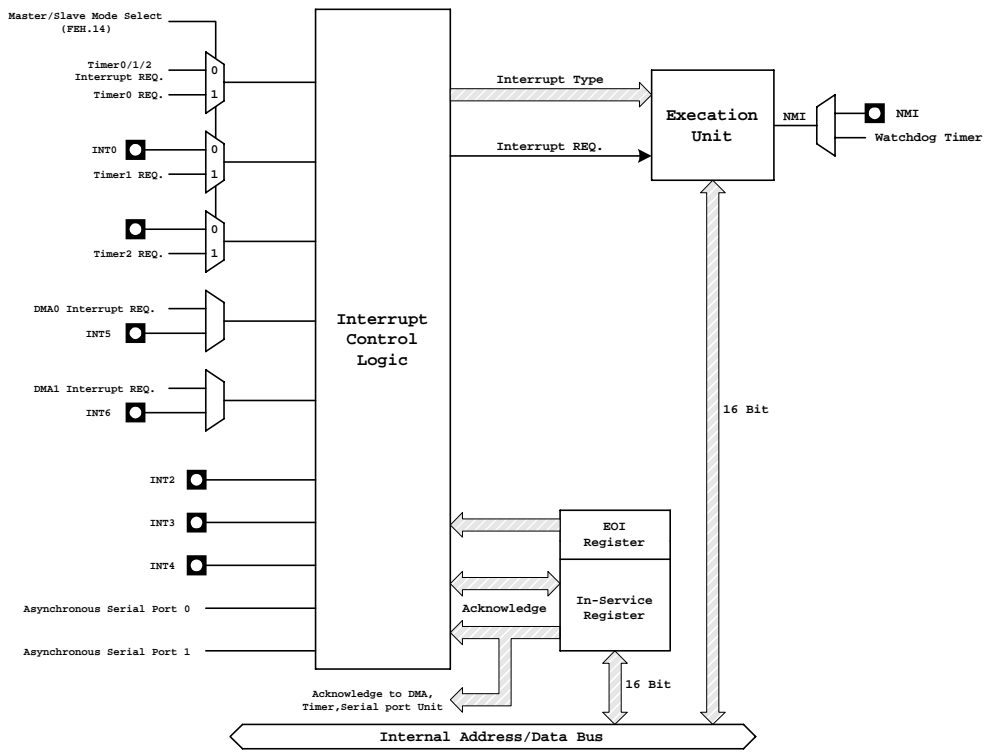 Master/Slave Mode Select
(FEH.14)
Timer0/1/2
Interrupt REQ.
0
Timer0 REQ.
1
INT0
0
Timer1 REQ.
1
0
Timer2 REQ.
1
DMA0 Interrupt REQ.
INT5
DMA1 Interrupt REQ.
INT6
INT2
INT3
INT4
Asynchronous Serial Port 0
Asynchronous Serial Port 1
Interrupt
Control
Logic
Interrupt Type
Interrupt REQ.
Execation
Unit
NMI
NMI
Watchdog Timer
16 Bit
EOI
Register
In-Service
Register
Acknowledge
Acknowledge to DMA,
Timer,Serial port Unit
16 Bit
Internal Address/Data Bus